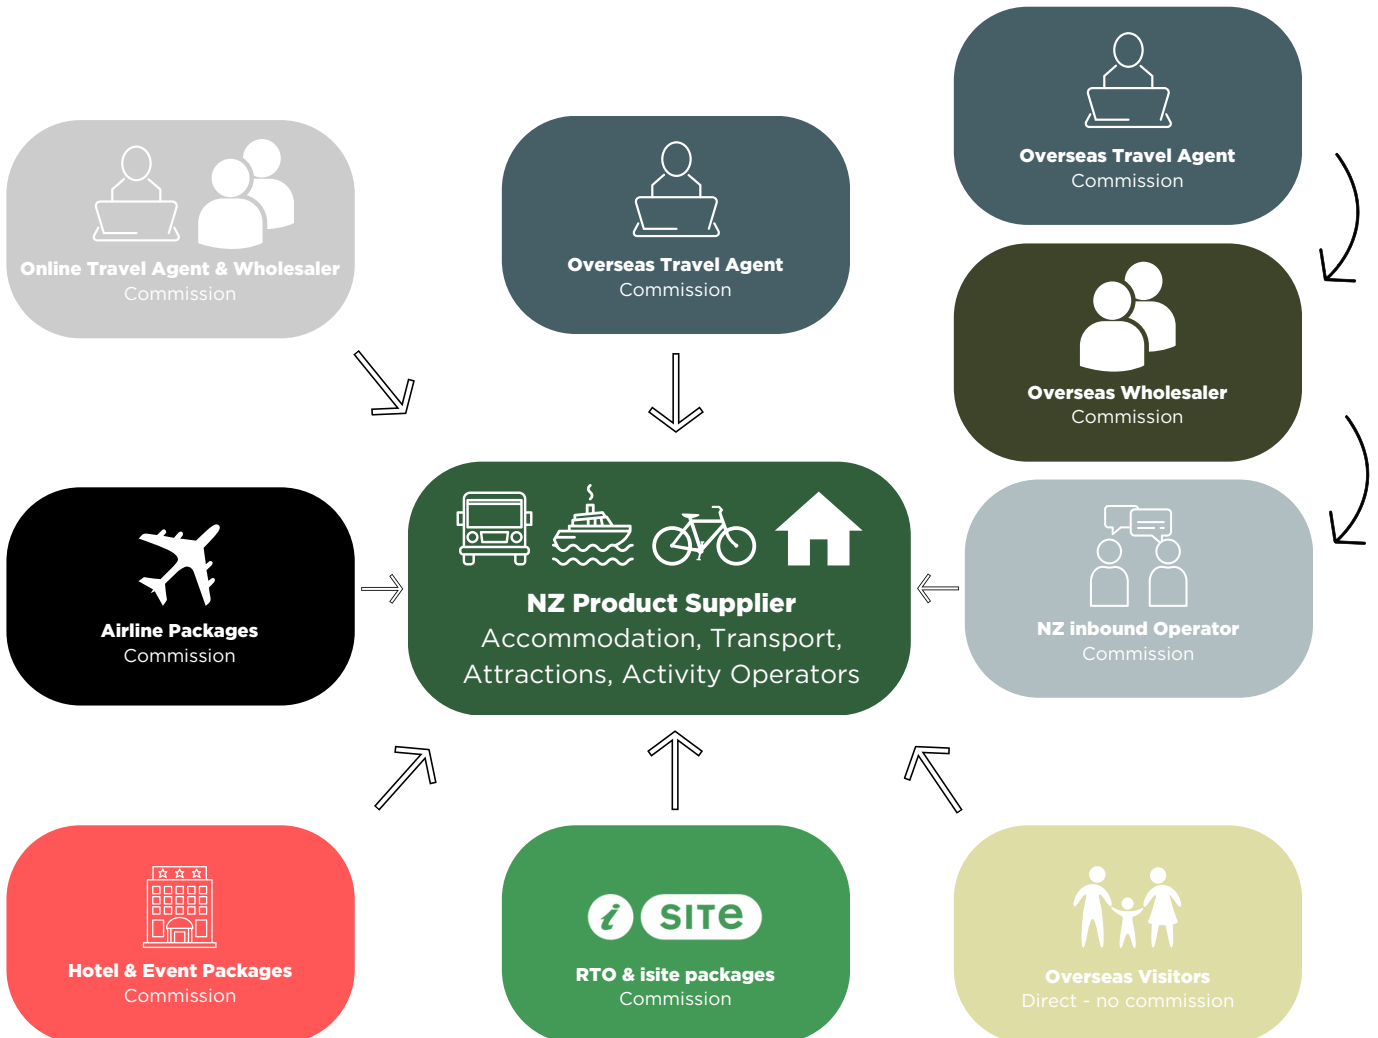 Overseas Travel Agent
Commission
Online Travel Agent & Wholesaler
Commission
Overseas Travel Agent
Commission
Overseas Wholesaler
Commission
Airline Packages
Commission
NZ Product Supplier
Accommodation, Transport,
Attractions, Activity Operators
NZ inbound Operator
Commission
Hotel & Event Packages
Commission
i SITe
RTO & isite packages
Commission
Overseas Visitors
Direct - no commission